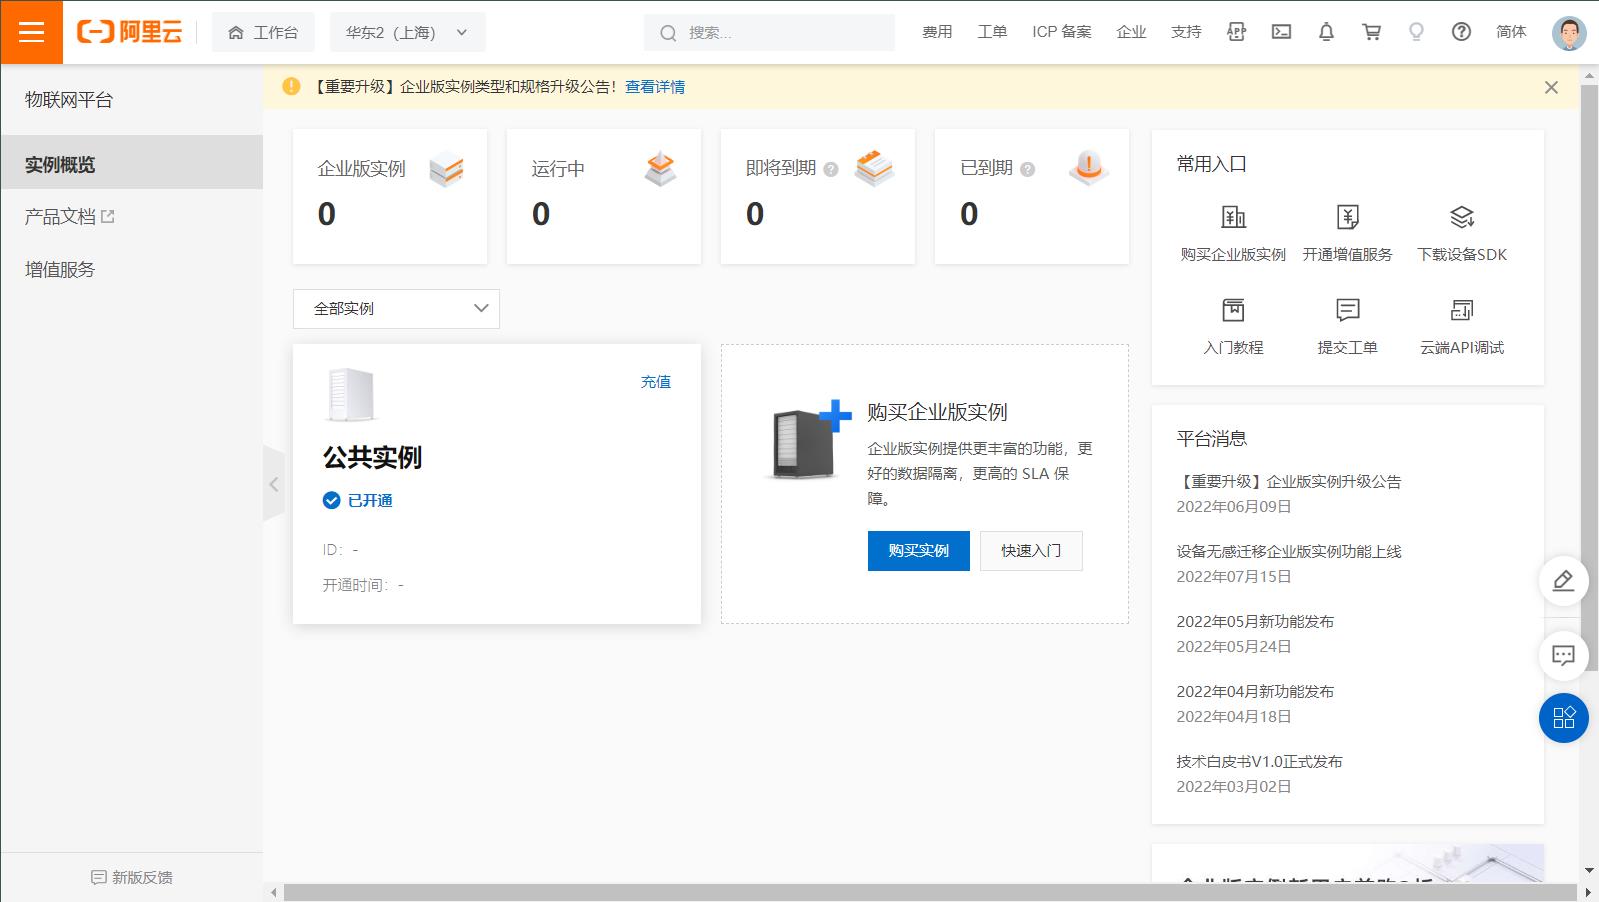 阿里云
工作台
华东2（上海）
搜索...
费用
工单
ICP 备案
企业
支持
APP
简体
物联网平台
实例概览
产品文档
增值服务
新版反馈
【重要升级】企业版实例类型和规格升级公告！查看详情
企业版实例
0
运行中
0
即将到期
0
已到期
0
全部实例
充值
公共实例
已开通
ID： -
开通时间： -
购买企业版实例
企业版实例提供更丰富的功能，更
好的数据隔离，更高的 SLA 保
障。
购买实例
快速入门
常用入口
购买企业版实例
开通增值服务
下载设备SDK
入门教程
提交工单
云端API调试
平台消息
【重要升级】企业版实例升级公告
2022年06月09日
设备无感迁移企业版实例功能上线
2022年07月15日
2022年05月新功能发布
2022年05月24日
2022年04月新功能发布
2022年04月18日
技术白皮书V1.0正式发布
2022年03月02日